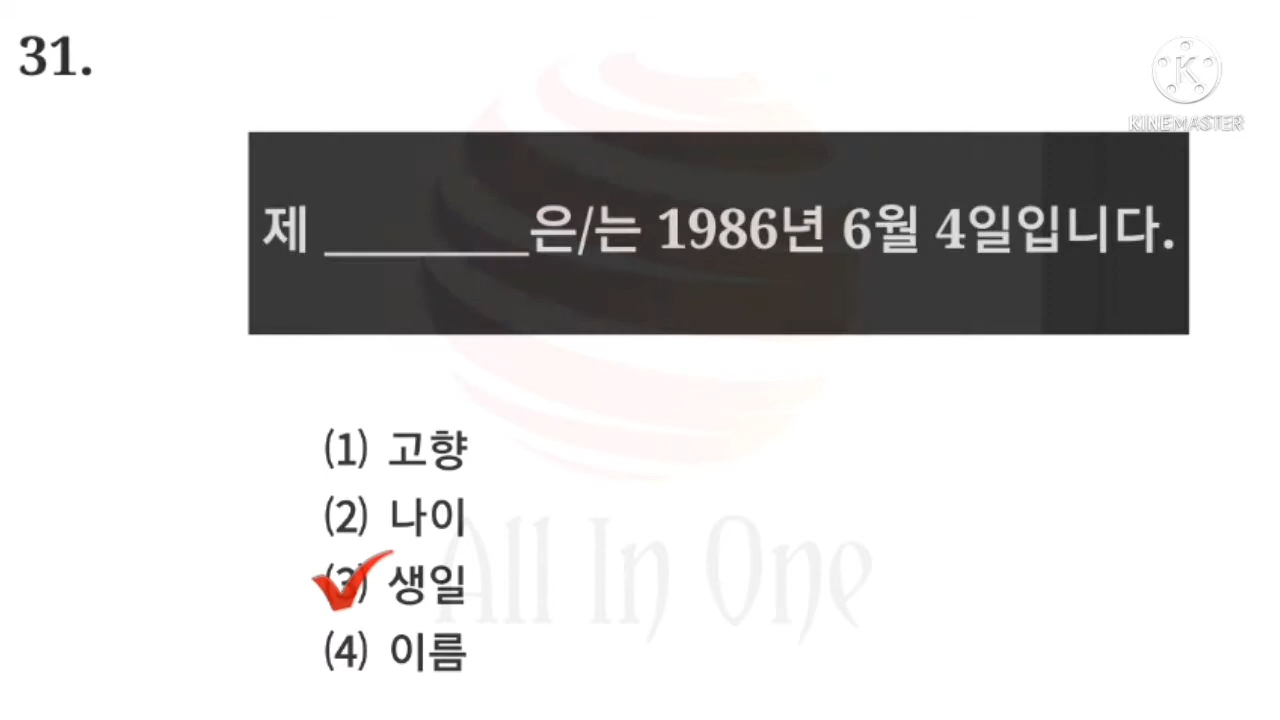 31.
KINEMASTER
제 ________은/는 1986년 6월 4일입니다.
(1) 고향
(2) 나이
(3) 생일
(4) 이름
All In One